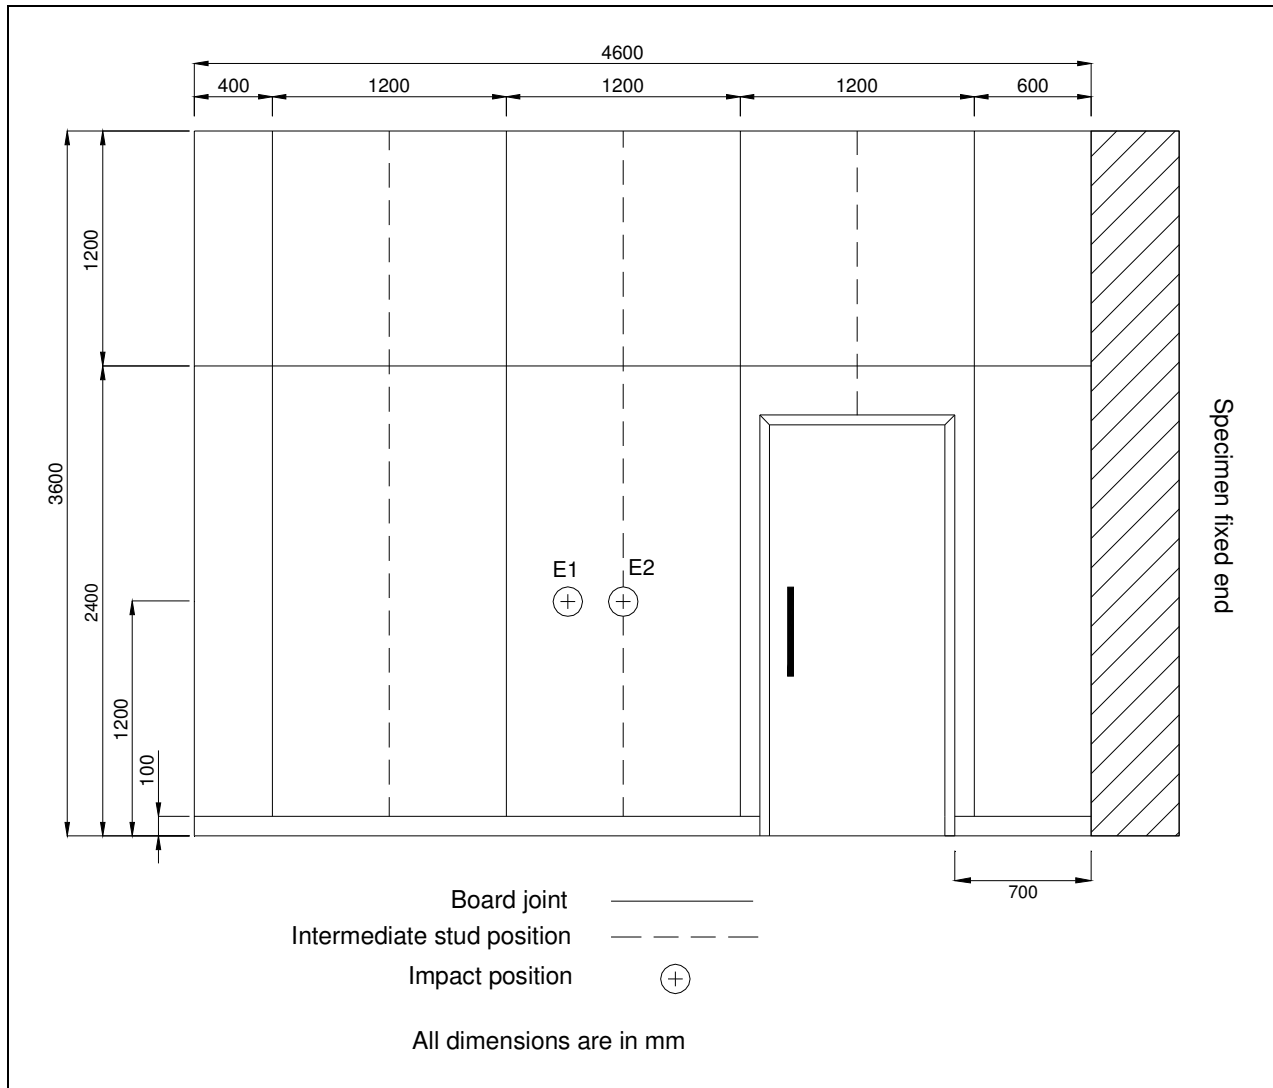 4600
400
1200
1200
1200
600
1200
3600
2400
1200
100
E1
E2
Specimen fixed end
700
Board joint
Intermediate stud position
Impact position
All dimensions are in mm